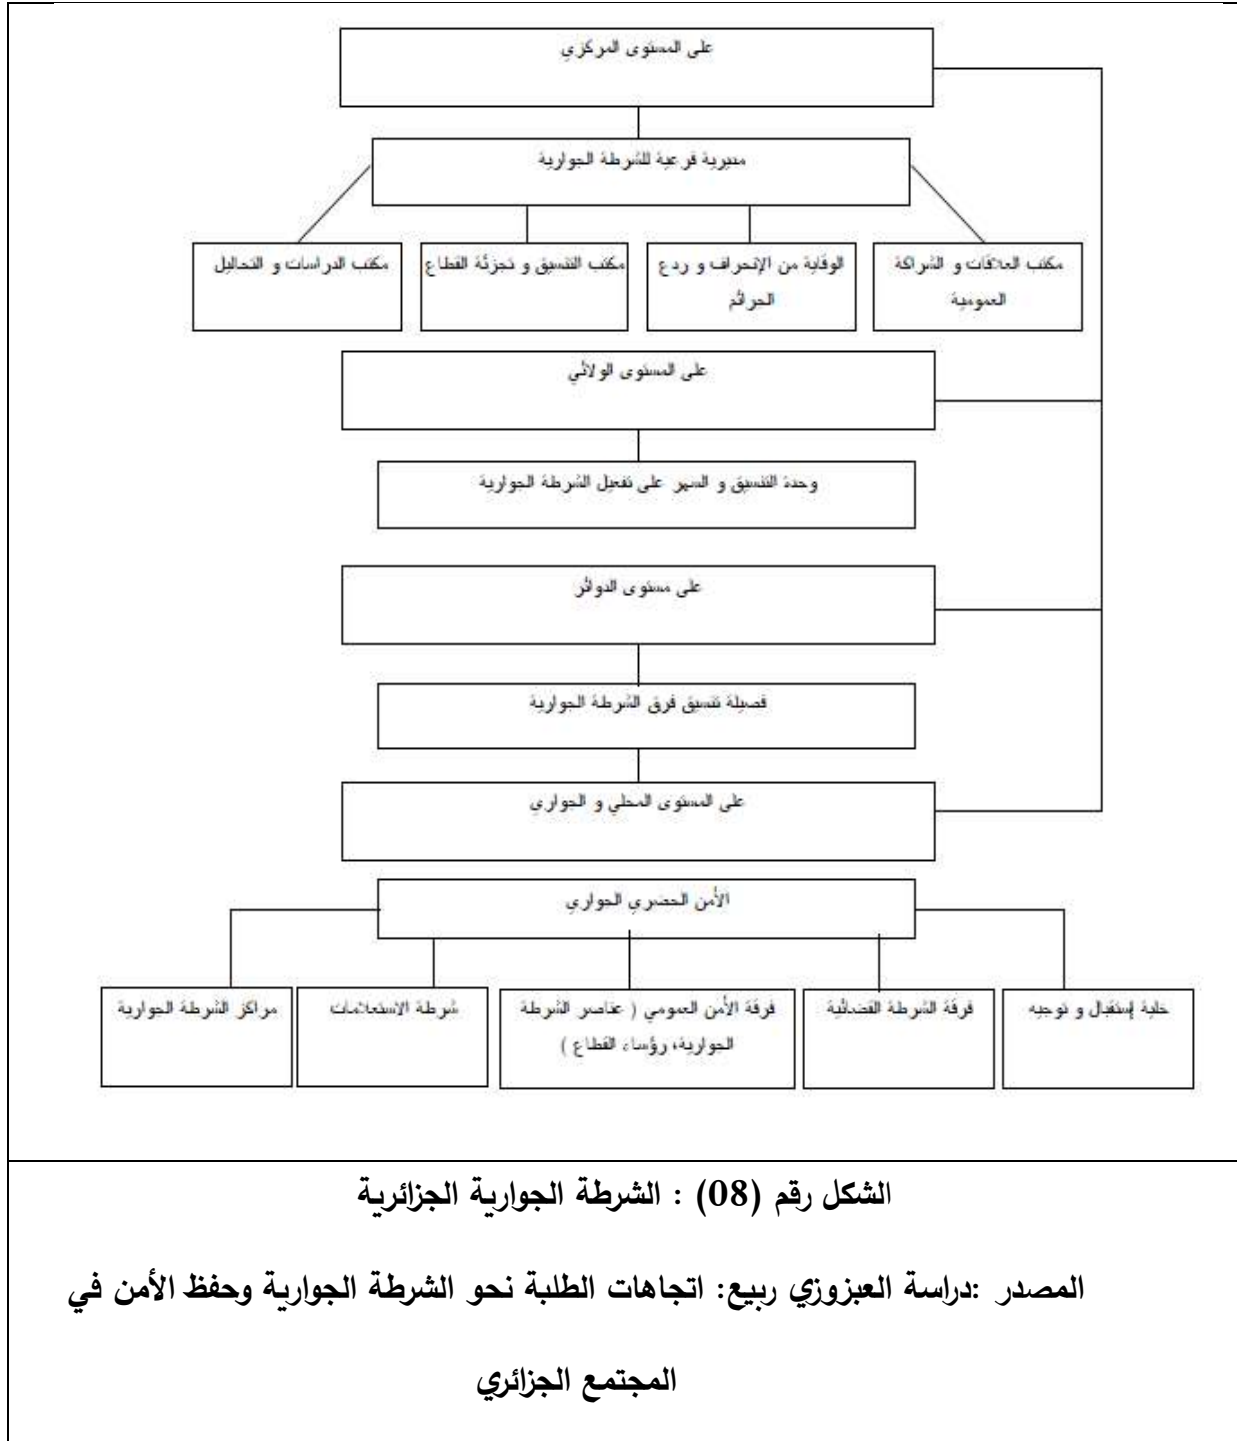 على المستوى المركزي
مديرية فرعية للشرطة الجوارية
مكتب العلاقات و الشراكة
العمومية
الوقاية من الإنحراف و ردع
الجرائم
مكتب التنسيق و تجزئة القطاع
مكتب الدراسات و التحاليل
على المستوى الولائي
وحدة التنسيق و السهر على تفعيل الشرطة الجوارية
على مستوى الدوائر
فصيلة تنسيق فرق الشرطة الجوارية
على المستوى المحلي و الجواري
الأمن الحضري الجواري
خلية إستقبال و توجيه
فرقة الشرطة القضائية
فرقة الأمن العمومي ( عناصر الشرطة
الجوارية، رؤساء القطاع )
شرطة الاستعلامات
مراكز الشرطة الجوارية
الشكل رقم (08) : الشرطة الجوارية الجزائرية
المصدر :دراسة العبزوزي ربيع: اتجاهات الطلبة نحو الشرطة الجوارية وحفظ الأمن في
المجتمع الجزائري